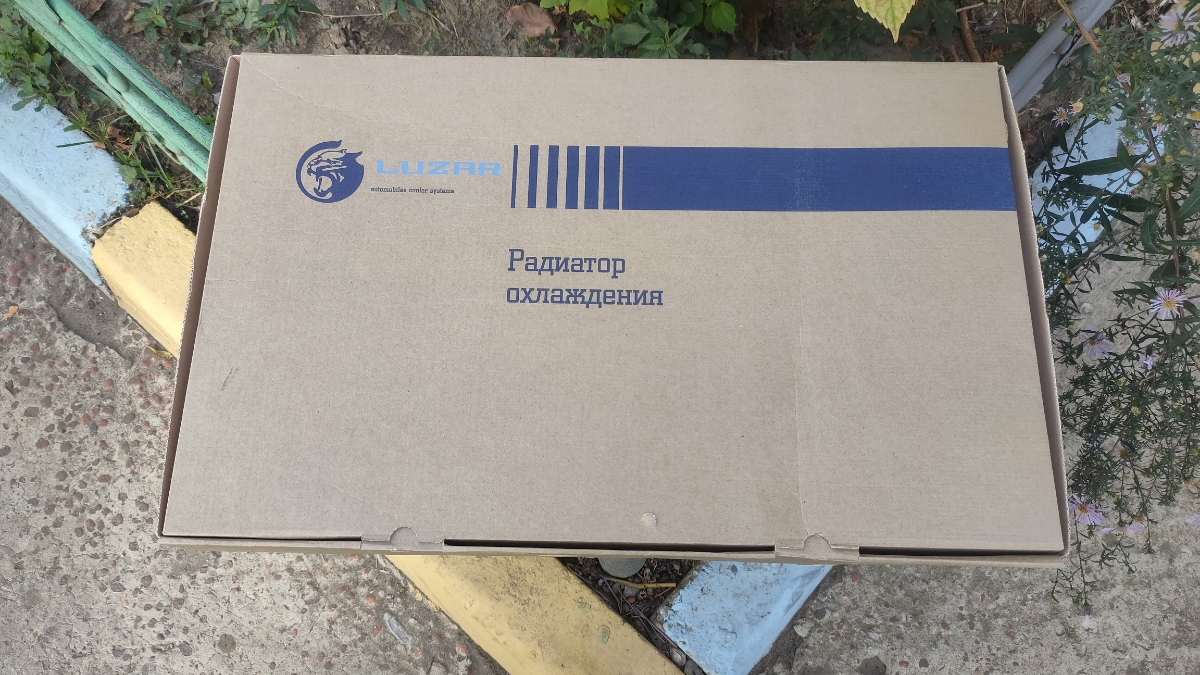 LUZAR
automobiles cooler systems
Радиатор
охлаждения